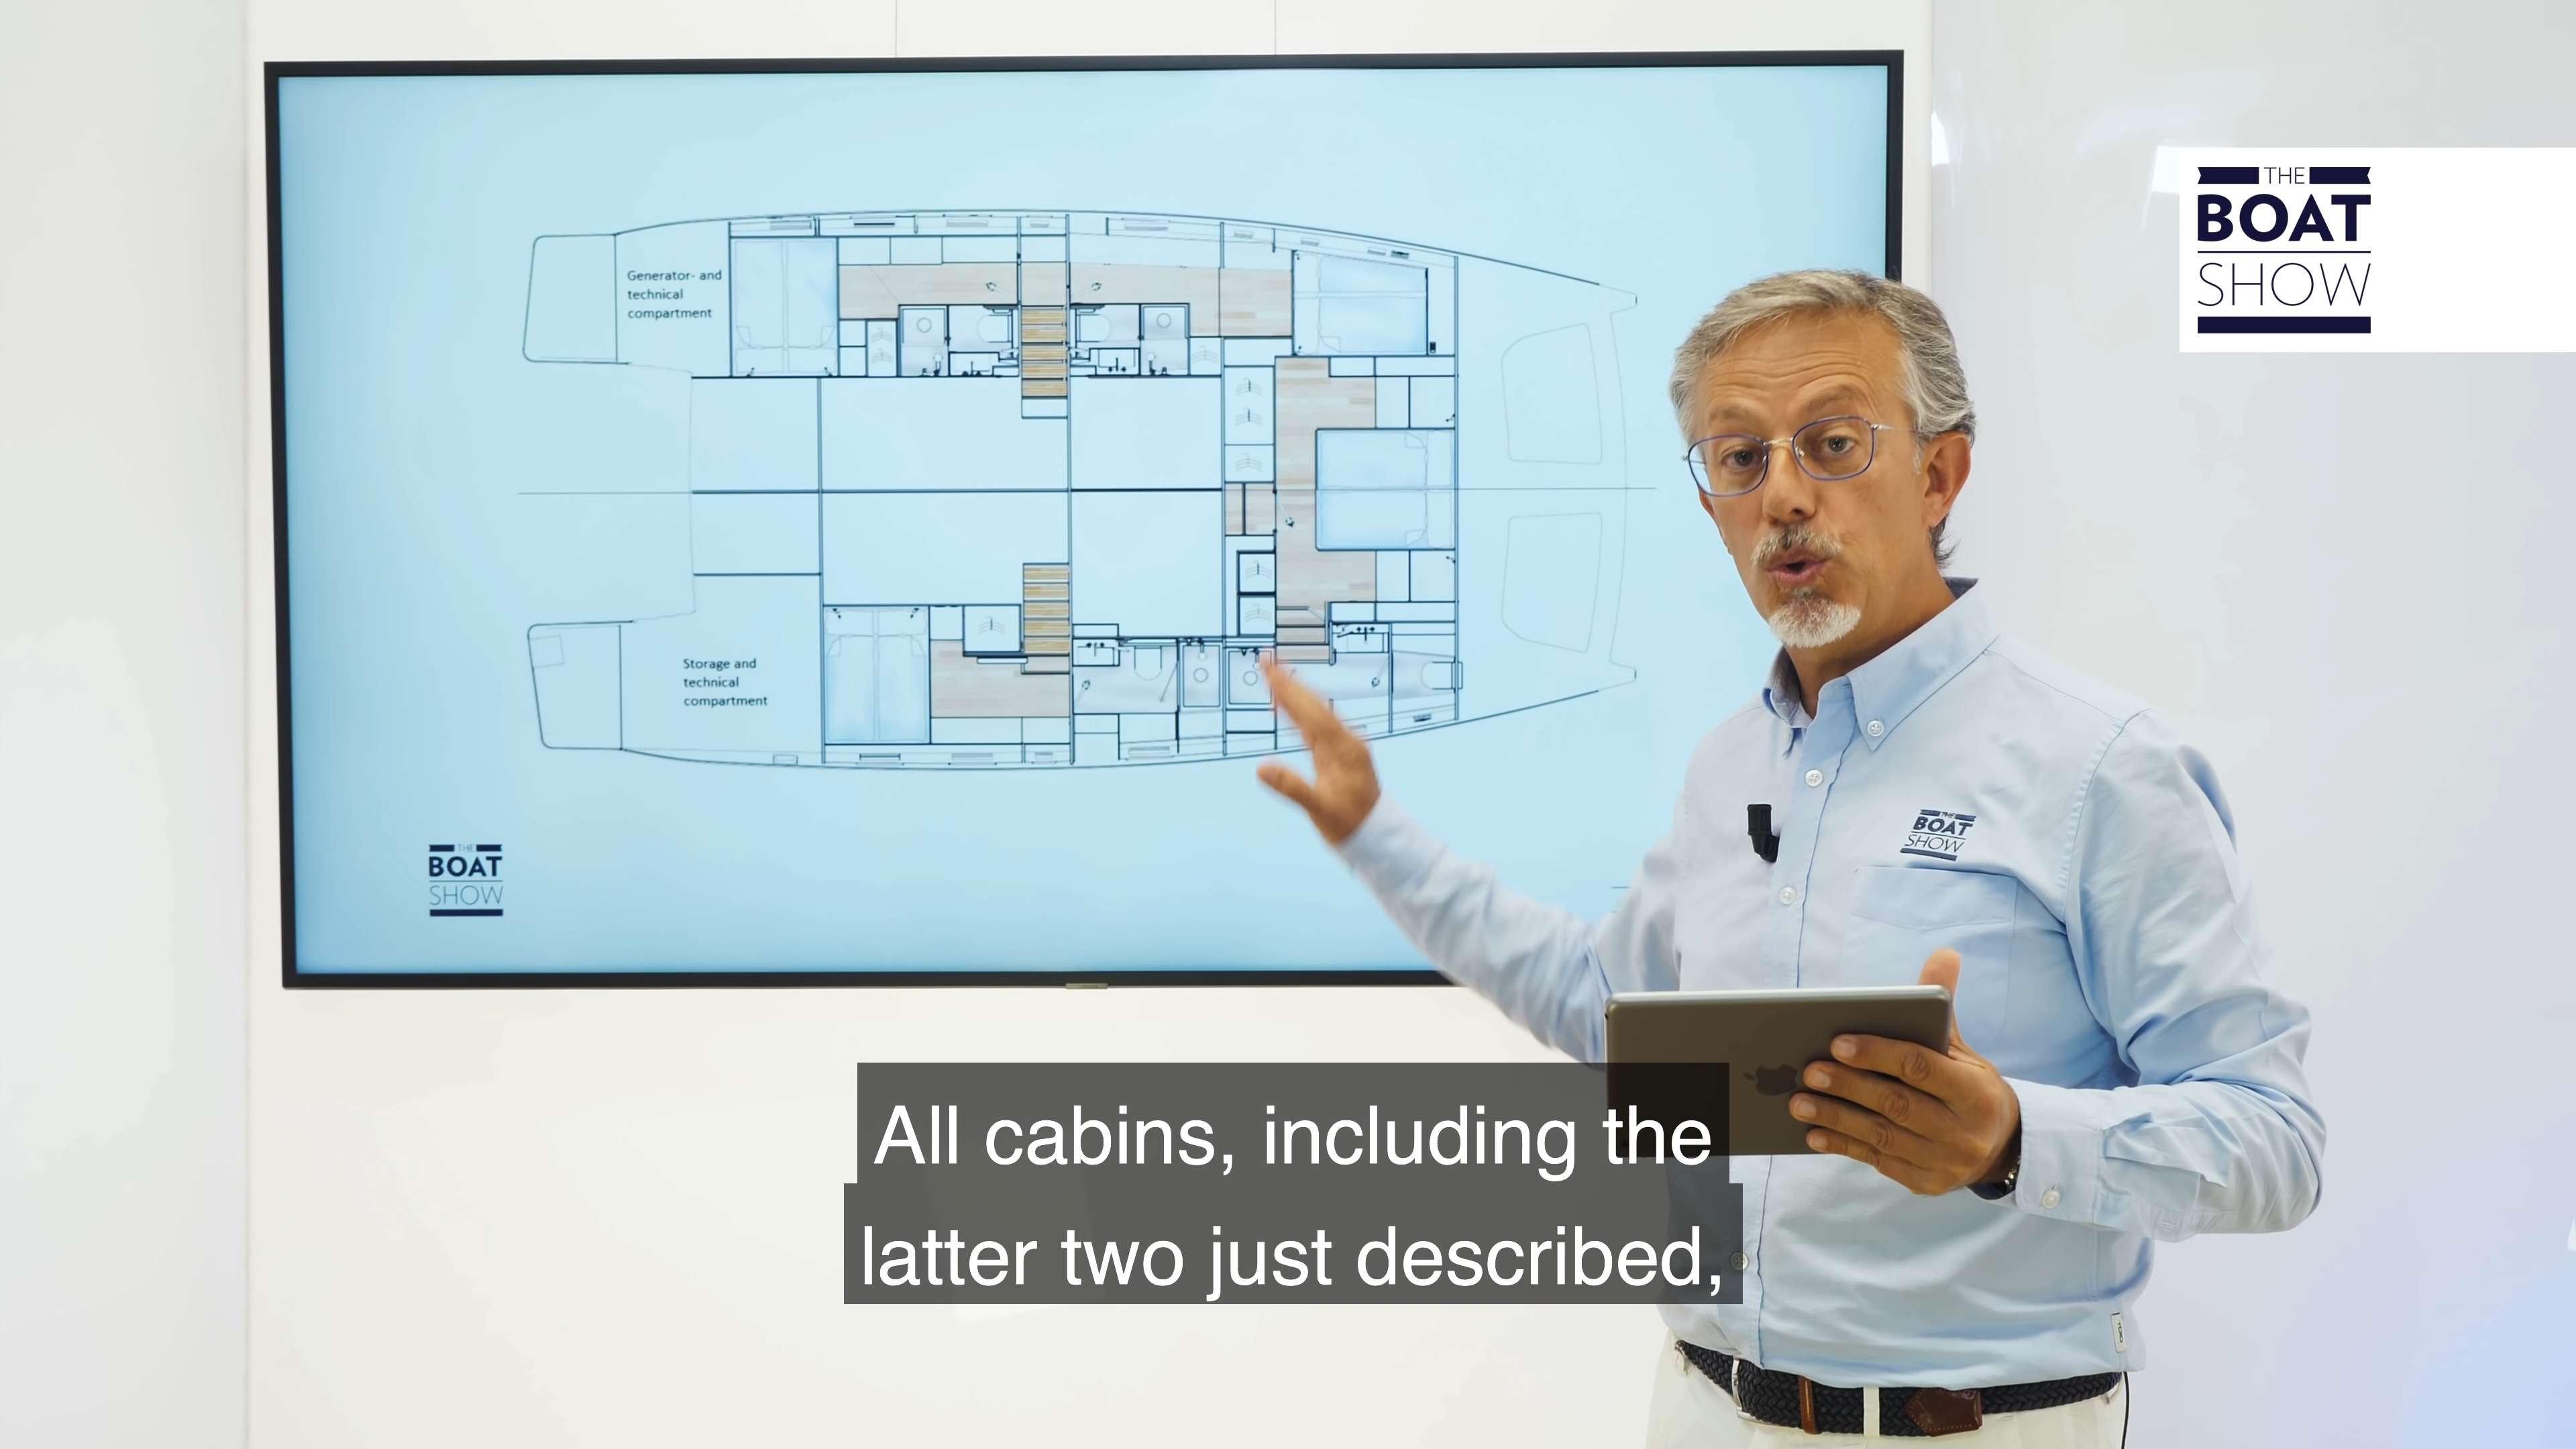 Generator- and
technical
compartment
Storage and
technical
compartment
THE
BOAT
SHOW
THE
BOAT
SHOW
THE
BOAT
SHOW
All cabins, including the
latter two just described,